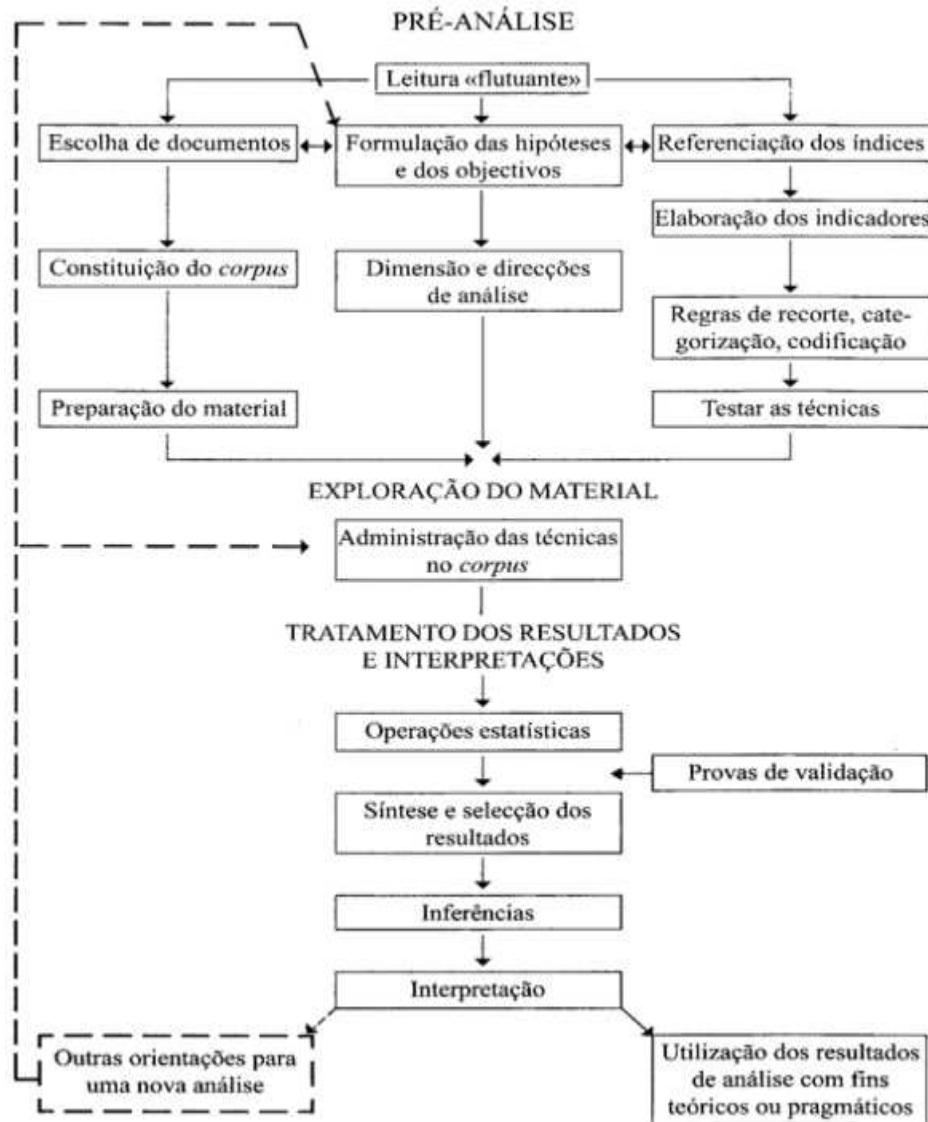 PRÉ-ANÁLISE
Leitura «flutuante»
Escolha de documentos
Formulação das hipóteses
e dos objectivos
Referenciação dos índices
Elaboração dos indicadores
Constituição do corpus
Dimensão e direcções
de análise
Regras de recorte, cate-
gorização, codificação
Preparação do material
Testar as técnicas
EXPLORAÇÃO DO MATERIAL
Administração das técnicas
no corpus
TRATAMENTO DOS RESULTADOS
E INTERPRETAÇÕES
Operações estatísticas
Provas de validação
Síntese e selecção dos
resultados
Inferências
Interpretação
Outras orientações para
uma nova análise
Utilização dos resultados
de análise com fins
teóricos ou pragmáticos